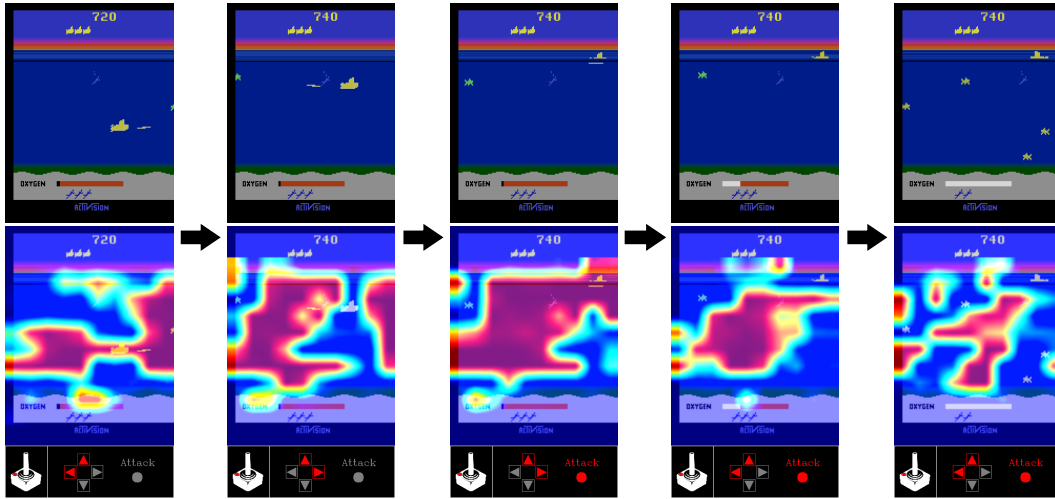 720
740
740
740
740
OXYGEN
OXYGEN
OXYGEN
OXYGEN
OXYGEN
ACTIVISION
ACTIVISION
ACTIVISION
ACTIVISION
ACTIVISION
720
740
740
740
740
OXYGEN
OXYGEN
OXYGEN
OXYGEN
OXYGEN
ACTIVISION
ACTIVISION
ACTIVISION
ACTIVISION
ACTIVISION
Attack
Attack
Attack
Attack
Attack